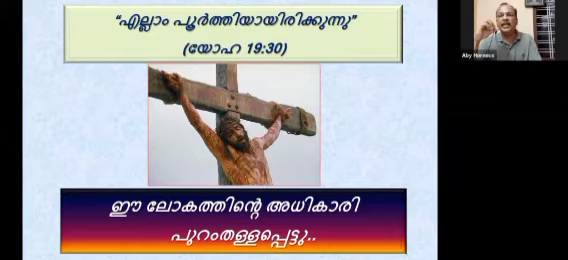 “എല്ലാം പൂർത്തിയായിരിക്കുന്നു”
(യോഹ 19:30)
ഈ ലോകത്തിന്റെ അധികാരി
പുറംതള്ളപ്പെട്ടു..